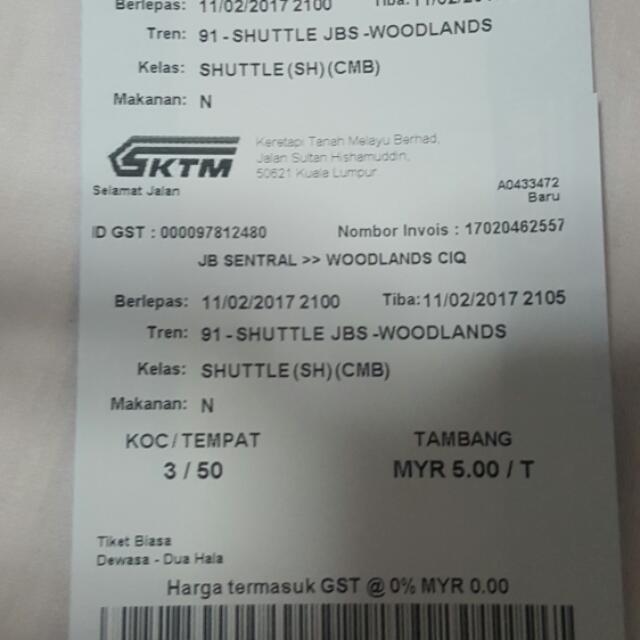 Berlepas: 11/02/2017 2100 Tiba: 11/02/2017
Tren: 91-SHUTTLE JBS-WOODLANDS
Kelas: SHUTTLE(SH)(CMB)
Makanan: N
KTM
Keretapi Tanah Melayu Berhad,
Jalan Sultan Hishamuddin,
50621 Kuala Lumpur
Selamat Jalan
A0433472
Baru
ID GST : 000097812480 Nombor Invois : 17020462557
JB SENTRAL >> WOODLANDS CIQ
Berlepas: 11/02/2017 2100 Tiba: 11/02/2017 2105
Tren: 91-SHUTTLE JBS-WOODLANDS
Kelas: SHUTTLE(SH)(CMB)
Makanan: N
KOC/TEMPAT TAMBANG
3 / 50 MYR 5.00 / T
Tiket Biasa
Dewasa - Dua Hala
Harga termasuk GST @ 0% MYR 0.00